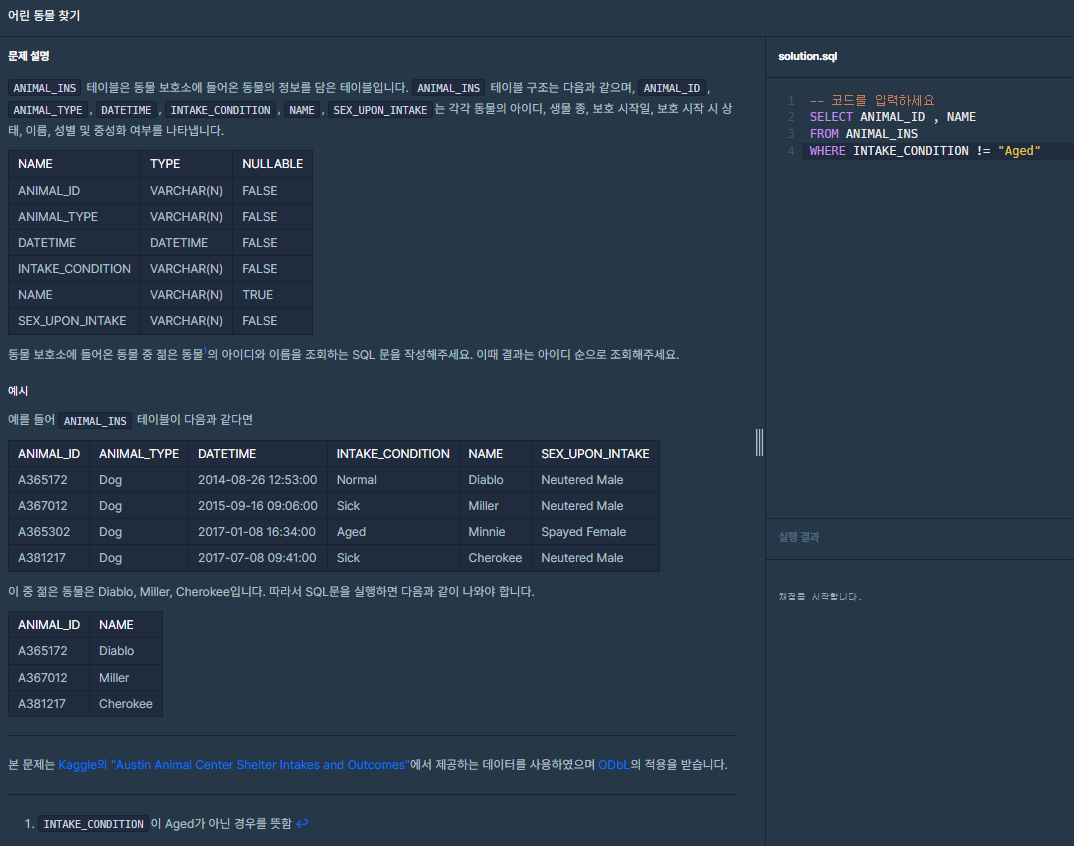 어린 동물 찾기
문제 설명
ANIMAL_INS 테이블은 동물 보호소에 들어온 동물의 정보를 담은 테이블입니다. ANIMAL_INS 테이블 구조는 다음과 같으며, ANIMAL_ID ,
ANIMAL_TYPE , DATETIME , INTAKE_CONDITION , NAME , SEX_UPON_INTAKE 는 각각 동물의 아이디, 생물 종, 보호 시작일, 보호 시작 시 상
태, 이름, 성별 및 중성화 여부를 나타냅니다.
NAME TYPE NULLABLE
ANIMAL_ID VARCHAR(N) FALSE
ANIMAL_TYPE VARCHAR(N) FALSE
DATETIME DATETIME FALSE
INTAKE_CONDITION VARCHAR(N) FALSE
NAME VARCHAR(N) TRUE
SEX_UPON_INTAKE VARCHAR(N) FALSE
동물 보호소에 들어온 동물 중 젊은 동물1의 아이디와 이름을 조회하는 SQL 문을 작성해주세요. 이때 결과는 아이디 순으로 조회해주세요.
예시
예를 들어 ANIMAL_INS 테이블이 다음과 같다면
ANIMAL_ID ANIMAL_TYPE DATETIME INTAKE_CONDITION NAME SEX_UPON_INTAKE
A365172 Dog 2014-08-26 12:53:00 Normal Diablo Neutered Male
A367012 Dog 2015-09-16 09:06:00 Sick Miller Neutered Male
A365302 Dog 2017-01-08 16:34:00 Aged Minnie Spayed Female
A381217 Dog 2017-07-08 09:41:00 Sick Cherokee Neutered Male
이 중 젊은 동물은 Diablo, Miller, Cherokee입니다. 따라서 SQL문을 실행하면 다음과 같이 나와야 합니다.
ANIMAL_ID NAME
A365172 Diablo
A367012 Miller
A381217 Cherokee
본 문제는 Kaggle의 "Austin Animal Center Shelter Intakes and Outcomes"에서 제공하는 데이터를 사용하였으며 ODbL의 적용을 받습니다.
1. INTAKE_CONDITION 이 Aged가 아닌 경우를 뜻함 ↩
solution.sql
1 -- 코드를 입력하세요
2 SELECT ANIMAL_ID , NAME
3 FROM ANIMAL_INS
4 WHERE INTAKE_CONDITION != "Aged"
실행 결과
채점을 시작합니다.